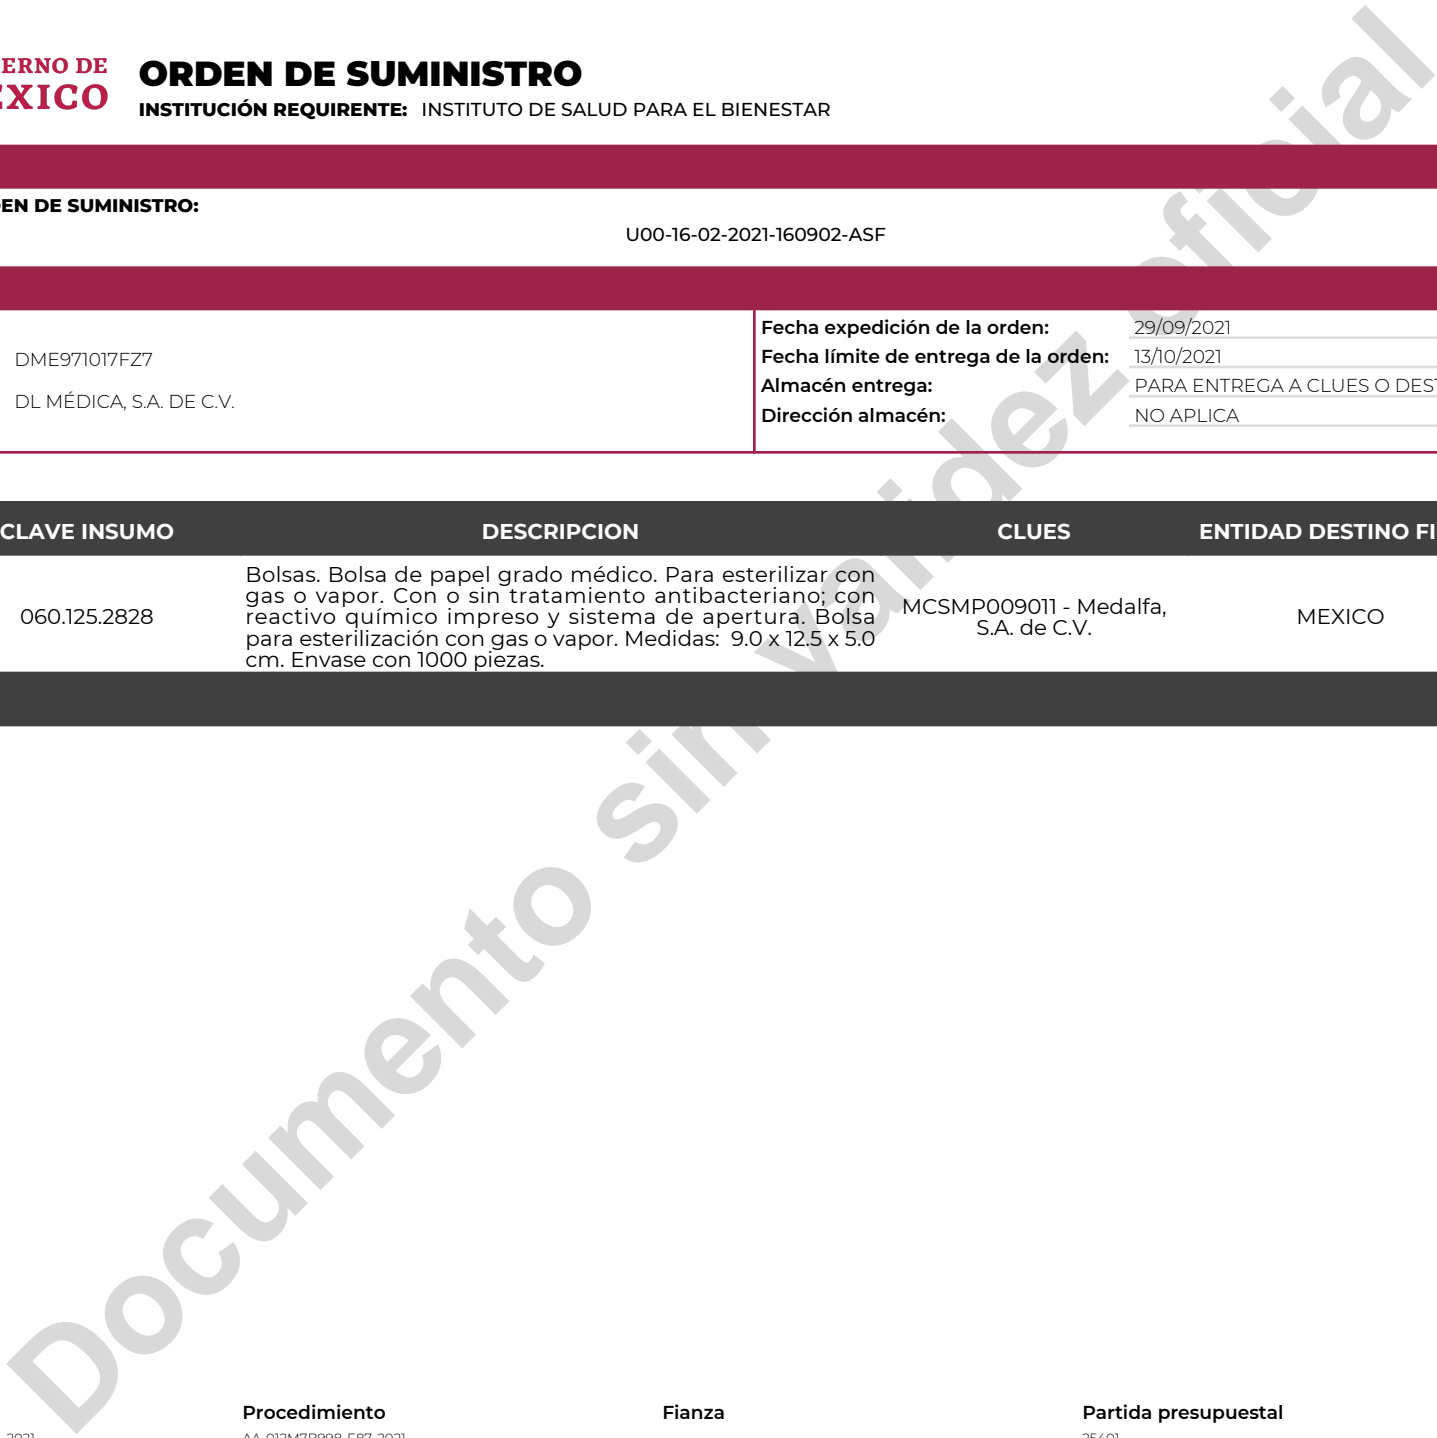 ERNO DE
EXICO
ORDEN DE SUMINISTRO
INSTITUCIÓN REQUIRENTE: INSTITUTO DE SALUD PARA EL BIENESTAR
EN DE SUMINISTRO:
U00-16-02-2021-160902-ASF
DME971017FZ7
DL MÉDICA, S.A. DE C.V.
Fecha expedición de la orden: 29/09/2021
Fecha límite de entrega de la orden: 13/10/2021
Almacén entrega: PARA ENTREGA A CLUES O DEST
Dirección almacén: NO APLICA
CLAVE INSUMO DESCRIPCION CLUES ENTIDAD DESTINO FI
060.125.2828
Bolsas. Bolsa de papel grado médico. Para esterilizar con
gas o vapor. Con o sin tratamiento antibacteriano; con
reactivo químico impreso y sistema de apertura. Bolsa
para esterilización con gas o vapor. Medidas: 9.0 x 12.5 x 5.0
cm. Envase con 1000 piezas.
MCSMP009011 - Medalfa,
S.A. de C.V.
MEXICO
Documento sin validez oficial
Procedimiento Fianza Partida presupuestal